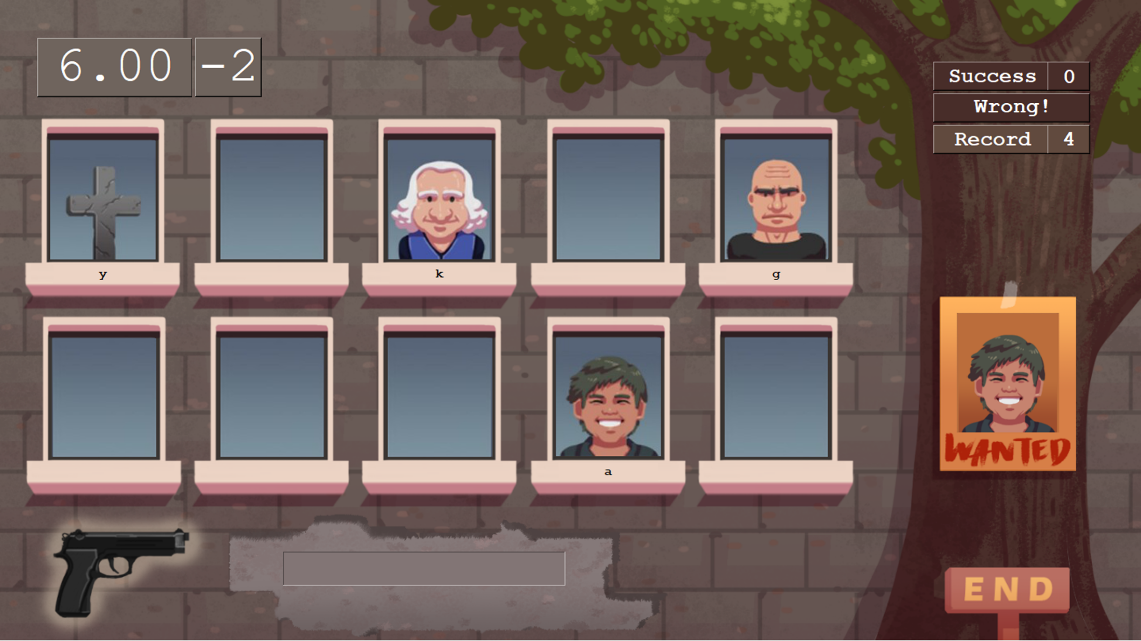 6.00 -2
Success 0
Wrong!
Record 4
y k g
a
WANTED
END